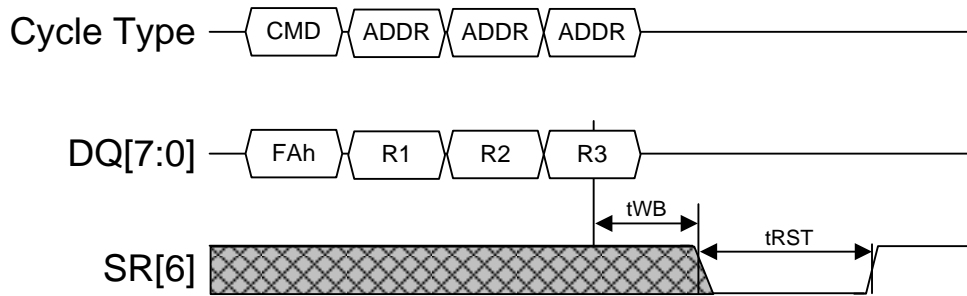 Cycle Type CMD ADDR ADDR ADDR
DQ[7:0] FAh R1 R2 R3
tWB
tRST
SR[6]